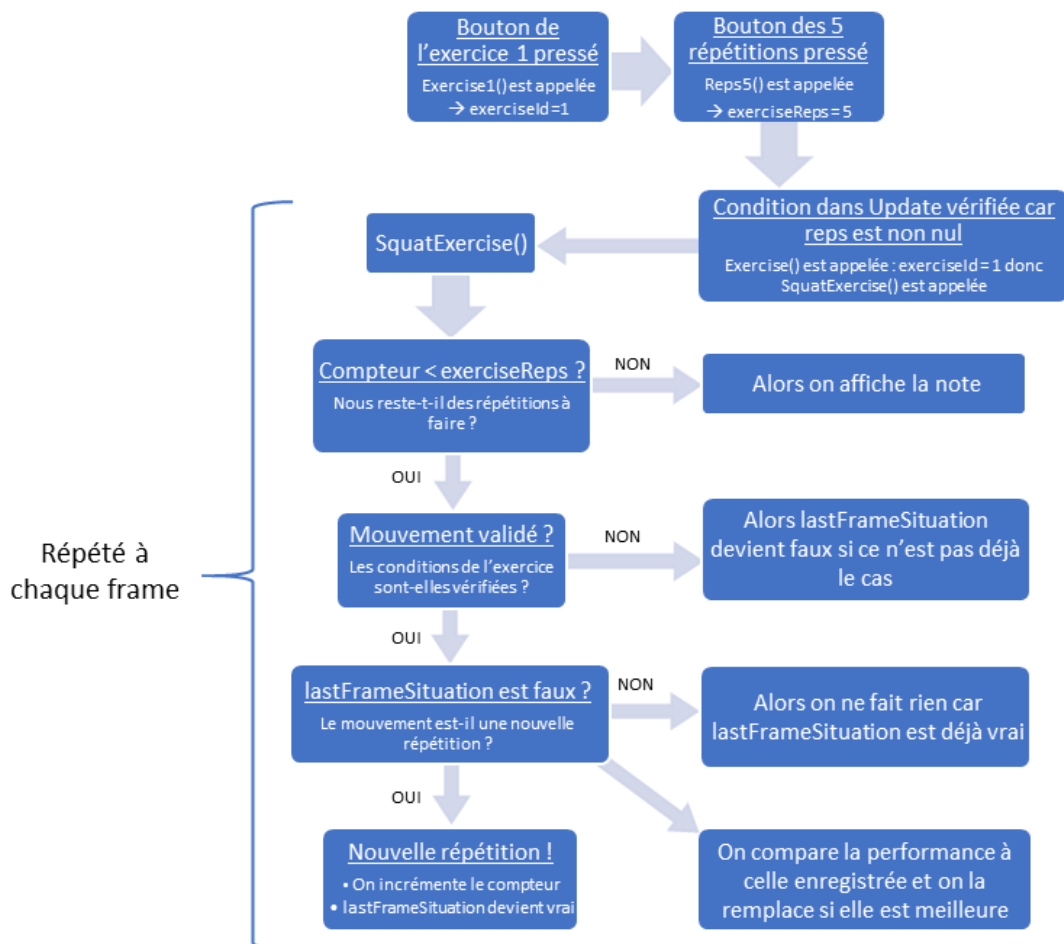 Bouton de
l'exercice 1 pressé
Exercise1() est appelée
→ exerciseId=1
Bouton des 5
répétitions pressé
Reps5() est appelée
→ exerciseReps = 5
Condition dans Update vérifiée car
reps est non nul
Exercise() est appelée : exerciseId = 1 donc
SquatExercise() est appelée
SquatExercise()
Compteur < exerciseReps ?
Nous reste-t-il des répétitions à
faire ?
NON
Alors on affiche la note
OUI
Mouvement validé ?
Les conditions de l'exercice
sont-elles vérifiées ?
NON
Alors lastFrameSituation
devient faux si ce n'est pas déjà
le cas
Répété à
chaque frame
OUI
lastFrameSituation est faux ?
Le mouvement est-il une nouvelle
répétition ?
NON
Alors on ne fait rien car
lastFrameSituation est déjà vrai
OUI
Nouvelle répétition !
• On incrémente le compteur
• lastFrameSituation devient vrai
On compare la performance à
celle enregistrée et on la
remplace si elle est meilleure